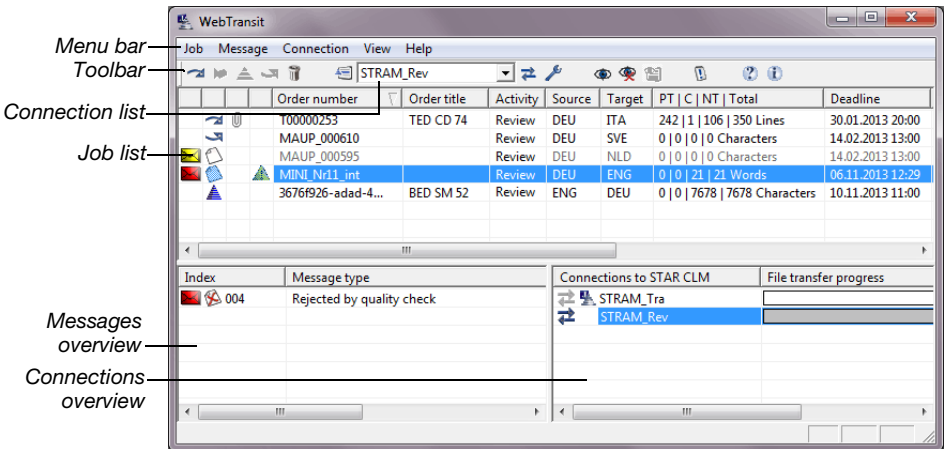 WebTransit
Menu bar
Job Message Connection View Help
Toolbar
STRAM_Rev
Connection list
Order number Order title Activity Source Target PT | C | NT | Total Deadline
T00000253 TED CD 74 Review DEU ITA 242 | 1 | 106 | 350 Lines 30.01.2013 20:00
MAUP_000610 Review DEU SVE 0 | 0 | 0 | 0 Characters 14.02.2013 13:00
Job list
MAUP_000595 Review DEU NLD 0 | 0 | 0 | 0 Characters 14.02.2013 13:00
MINI_Nr11_int Review DEU ENG 0 | 0 | 21 | 21 Words 06.11.2013 12:29
3676f926-adad-4... BED SM 52 Review ENG DEU 0 | 0 | 7678 | 7678 Characters 10.11.2013 11:00
Index Message type Connections to STAR CLM File transfer progress
004 Rejected by quality check STRAM_Tra
STRAM_Rev
Messages
overview
Connections
overview